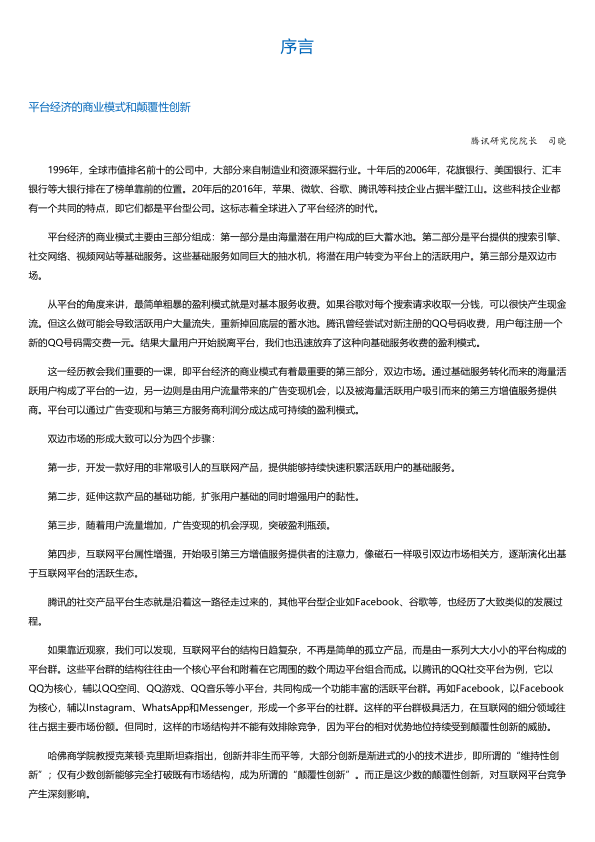 序言
平台经济的商业模式和颠覆性创新
腾讯研究院院长 司晓
1996年，全球市值排名前十的公司中，大部分来自制造业和资源采掘行业。十年后的2006年，花旗银行、美国银行、汇丰
银行等大银行排在了榜单靠前的位置。20年后的2016年，苹果、微软、谷歌、腾讯等科技企业占据半壁江山。这些科技企业都
有一个共同的特点，即它们都是平台型公司。这标志着全球进入了平台经济的时代。
平台经济的商业模式主要由三部分组成：第一部分是由海量潜在用户构成的巨大蓄水池。第二部分是平台提供的搜索引擎、
社交网络、视频网站等基础服务。这些基础服务如同巨大的抽水机，将潜在用户转变为平台上的活跃用户。第三部分是双边市
场。
从平台的角度来讲，最简单粗暴的盈利模式就是对基本服务收费。如果谷歌对每个搜索请求收取一分钱，可以很快产生现金
流。但这么做可能会导致活跃用户大量流失，重新掉回底层的蓄水池。腾讯曾经尝试对新注册的QQ号码收费，用户每注册一个
新的QQ号码需交费一元。结果大量用户开始脱离平台，我们也迅速放弃了这种向基础服务收费的盈利模式。
这一经历教会我们重要的一课，即平台经济的商业模式有着最重要的第三部分，双边市场。通过基础服务转化而来的海量活
跃用户构成了平台的一边，另一边则是由用户流量带来的广告变现机会，以及被海量活跃用户吸引而来的第三方增值服务提供
商。平台可以通过广告变现和与第三方服务商利润分成达成可持续的盈利模式。
双边市场的形成大致可以分为四个步骤：
第一步，开发一款好用的非常吸引人的互联网产品，提供能够持续快速积累活跃用户的基础服务。
第二步，延伸这款产品的基础功能，扩张用户基础的同时增强用户的黏性。
第三步，随着用户流量增加，广告变现的机会浮现，突破盈利瓶颈。
第四步，互联网平台属性增强，开始吸引第三方增值服务提供者的注意力，像磁石一样吸引双边市场相关方，逐渐演化出基
于互联网平台的活跃生态。
腾讯的社交产品平台生态就是沿着这一路径走过来的，其他平台型企业如Facebook、谷歌等，也经历了大致类似的发展过
程。
如果靠近观察，我们可以发现，互联网平台的结构日趋复杂，不再是简单的孤立产品，而是由一系列大大小小的平台构成的
平台群。这些平台群的结构往往由一个核心平台和附着在它周围的数个周边平台组合而成。以腾讯的QQ社交平台为例，它以
QQ为核心，辅以QQ空间、QQ游戏、QQ音乐等小平台，共同构成一个功能丰富的活跃平台群。再如Facebook，以Facebook
为核心，辅以Instagram、WhatsApp和Messenger，形成一个多平台的社群。这样的平台群极具活力，在互联网的细分领域往
往占据主要市场份额。但同时，这样的市场结构并不能有效排除竞争，因为平台的相对优势地位持续受到颠覆性创新的威胁。
哈佛商学院教授克莱顿·克里斯坦森指出，创新并非生而平等，大部分创新是渐进式的小的技术进步，即所谓的“维持性创
新”；仅有少数创新能够完全打破既有市场结构，成为所谓的“颠覆性创新”。而正是这少数的颠覆性创新，对互联网平台竞争
产生深刻影响。